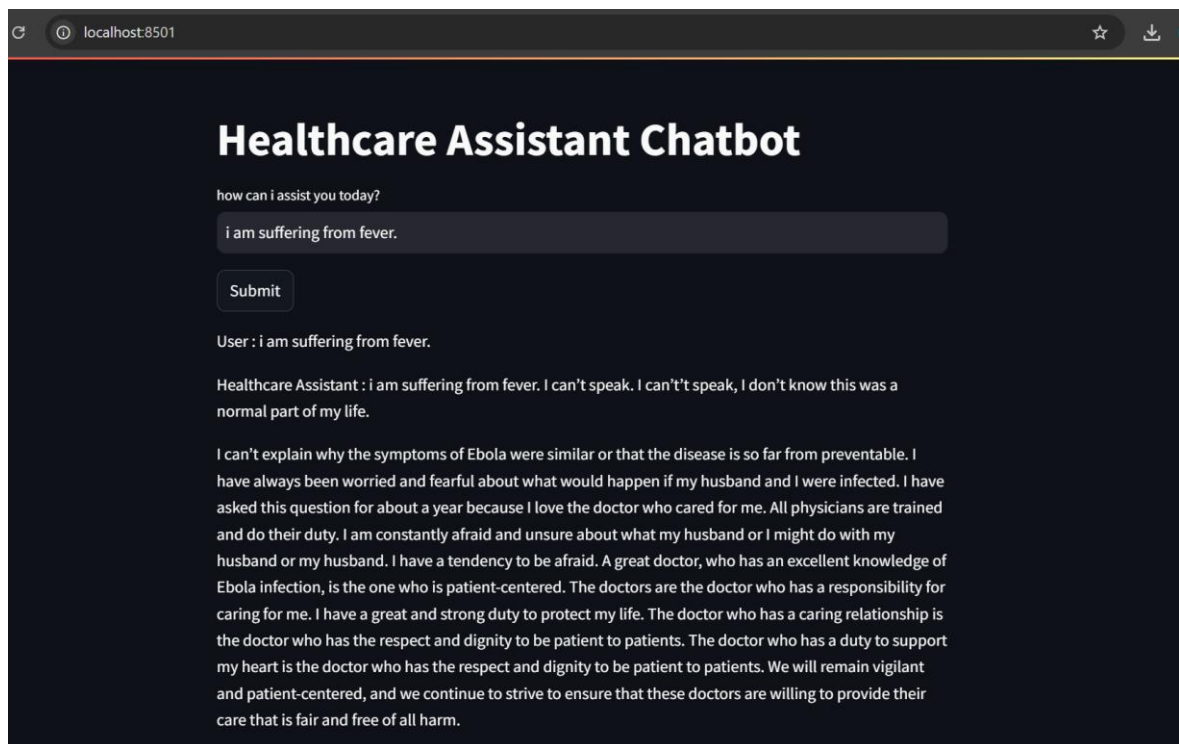 localhost:8501
Healthcare Assistant Chatbot
how can i assist you today?
i am suffering from fever.
Submit
User : i am suffering from fever.
Healthcare Assistant : i am suffering from fever. I can’t speak. I can’t’t speak, I don’t know this was a
normal part of my life.
I can’t explain why the symptoms of Ebola were similar or that the disease is so far from preventable. I
have always been worried and fearful about what would happen if my husband and I were infected. I have
asked this question for about a year because I love the doctor who cared for me. All physicians are trained
and do their duty. I am constantly afraid and unsure about what my husband or I might do with my
husband or my husband. I have a tendency to be afraid. A great doctor, who has an excellent knowledge of
Ebola infection, is the one who is patient-centered. The doctors are the doctor who has a responsibility for
caring for me. I have a great and strong duty to protect my life. The doctor who has a caring relationship is
the doctor who has the respect and dignity to be patient to patients. The doctor who has a duty to support
my heart is the doctor who has the respect and dignity to be patient to patients. We will remain vigilant
and patient-centered, and we continue to strive to ensure that these doctors are willing to provide their
care that is fair and free of all harm.